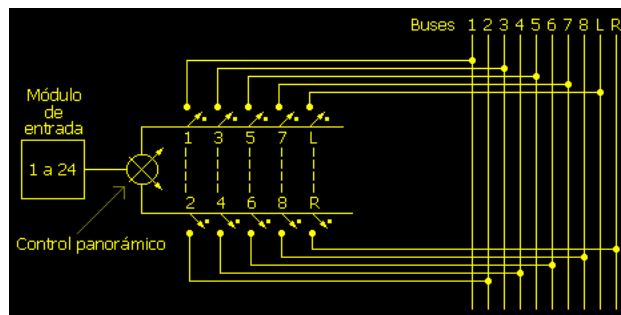 Buses 1 2 3 4 5 6 7 8 L R
Módulo
de
entrada
1 a 24
1 3 5 7 L
2 4 6 8 R
Control panorámico